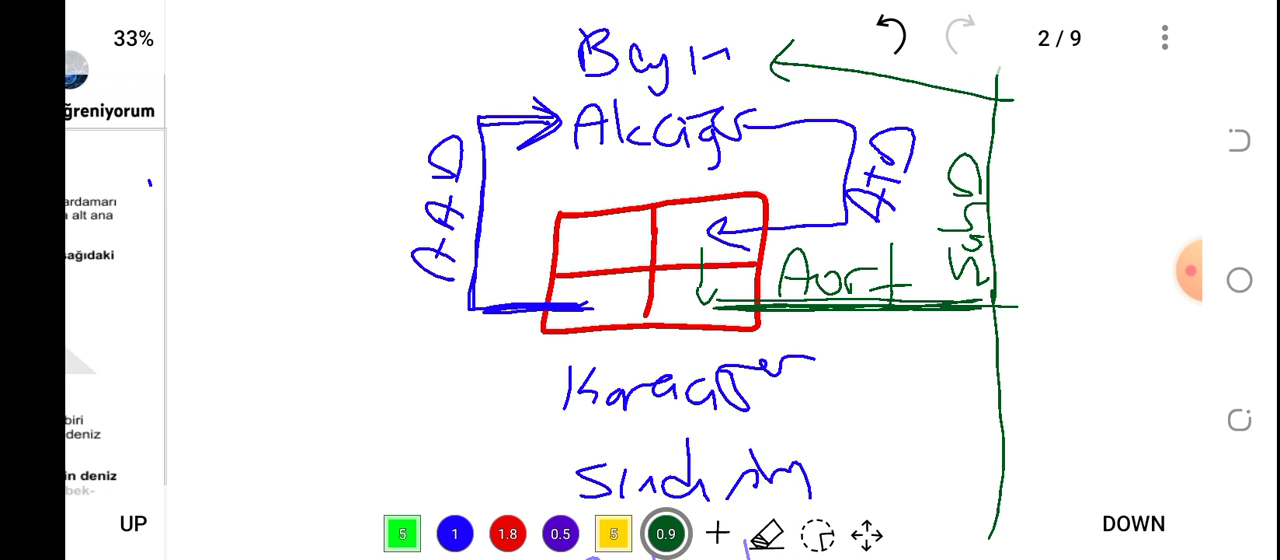 33%
2 / 9
ğreniyorum
ardamarı
alt ana
sağıdaki
biri
deniz
in deniz
bek-
UP
Beyin
Akciğer
AAD
ATD
Aort
Karaciğer
Sindirim
5
1
1.8
0.5
5
0.9
DOWN